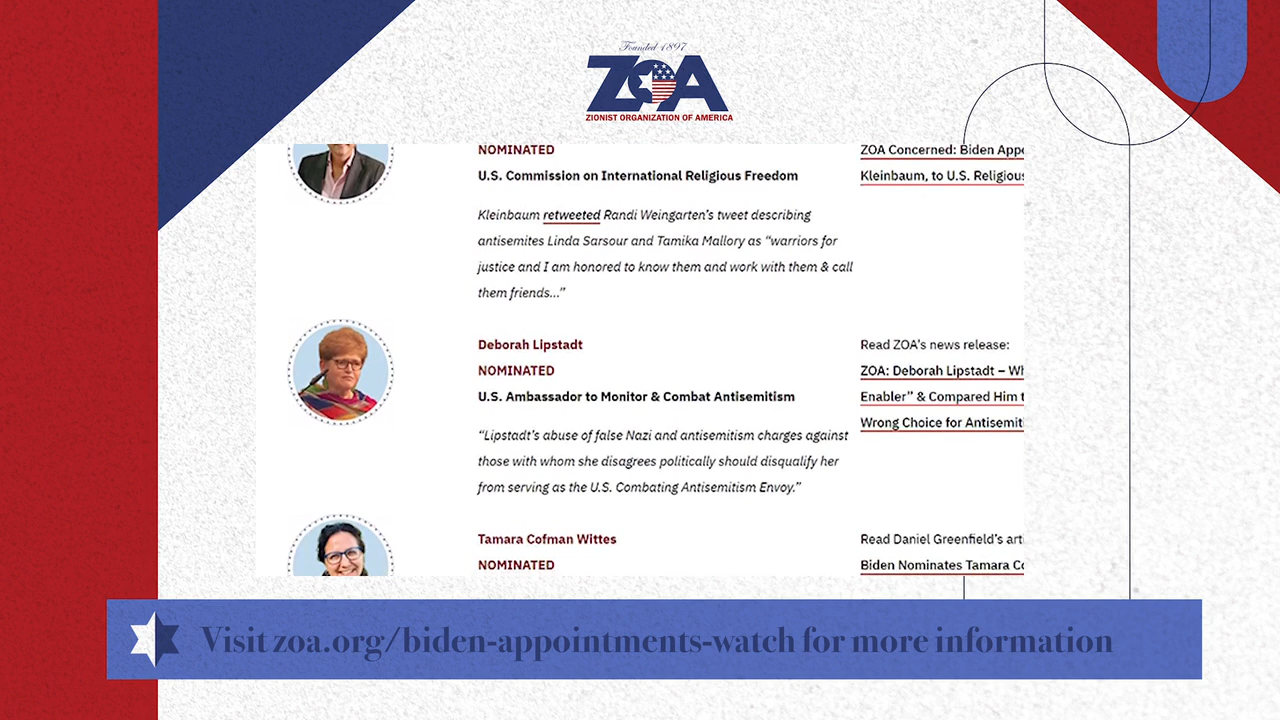 Founded 1897
ZOA
ZIONIST ORGANIZATION OF AMERICA
NOMINATED
U.S. Commission on International Religious Freedom
Kleinbaum retweeted Randi Weingarten's tweet describing
antisemites Linda Sarsour and Tamika Mallory as “warriors for
justice and I am honored to know them and work with them & call
them friends...”
ZOA Concerned: Biden Appo
Kleinbaum, to U.S. Religious
Deborah Lipstadt
NOMINATED
U.S. Ambassador to Monitor & Combat Antisemitism
“Lipstadt's abuse of false Nazi and antisemitism charges against
those with whom she disagrees politically should disqualify her
from serving as the U.S. Combating Antisemitism Envoy.”
Read ZOA's news release:
ZOA: Deborah Lipstadt – Wh
Enabler” & Compared Him t
Wrong Choice for Antisemit
Tamara Cofman Wittes
NOMINATED
Read Daniel Greenfield's arti
Biden Nominates Tamara Co
Visit zoa.org/biden-appointments-watch for more information